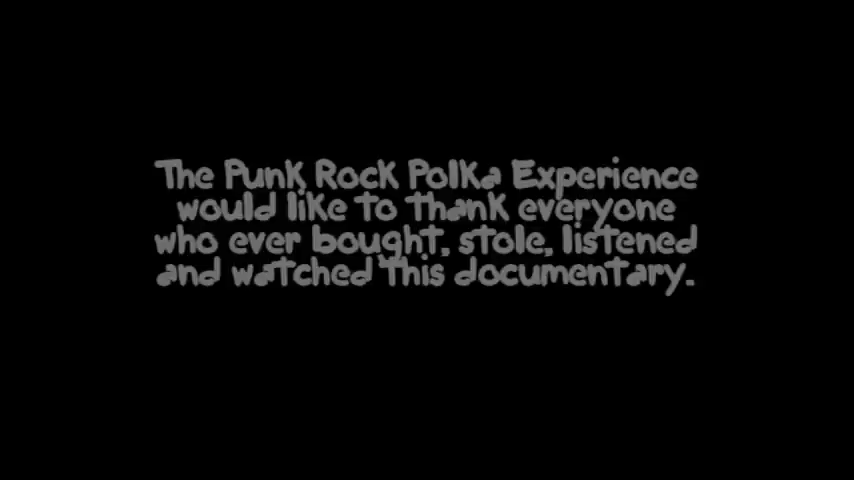 The Punk Rock Polka Experience
would like to thank everyone
who ever bought, stole, listened
and watched this documentary.